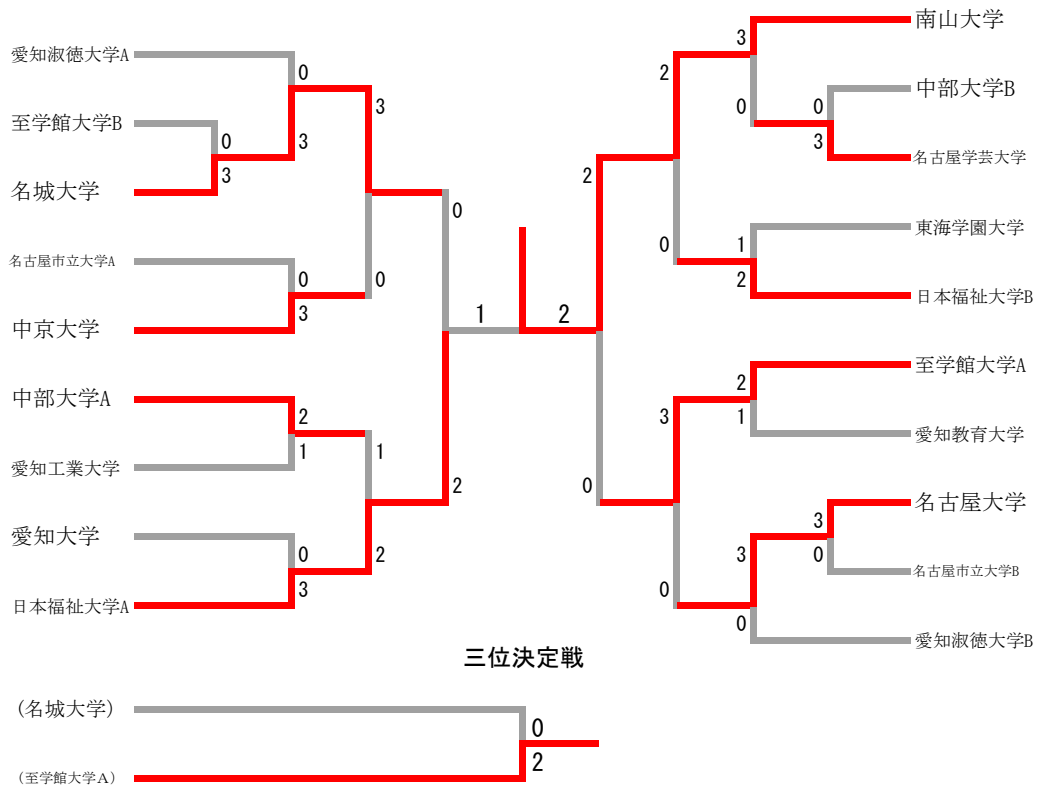 愛知淑徳大学A
0
至学館大学B
0
3
3
名城大学
3
0
名古屋市立大学A
0
0
中京大学
3
中部大学A
2
愛知工業大学
1
1
愛知大学
0
2
日本福祉大学A
3
2
1
2
南山大学
3
2
中部大学B
0
0
名古屋学芸大学
3
2
東海学園大学
1
0
日本福祉大学B
2
至学館大学A
2
愛知教育大学
1
3
0
名古屋大学
3
名古屋市立大学B
0
3
0
愛知淑徳大学B
0
三位決定戦
(名城大学)
0
(至学館大学A)
2